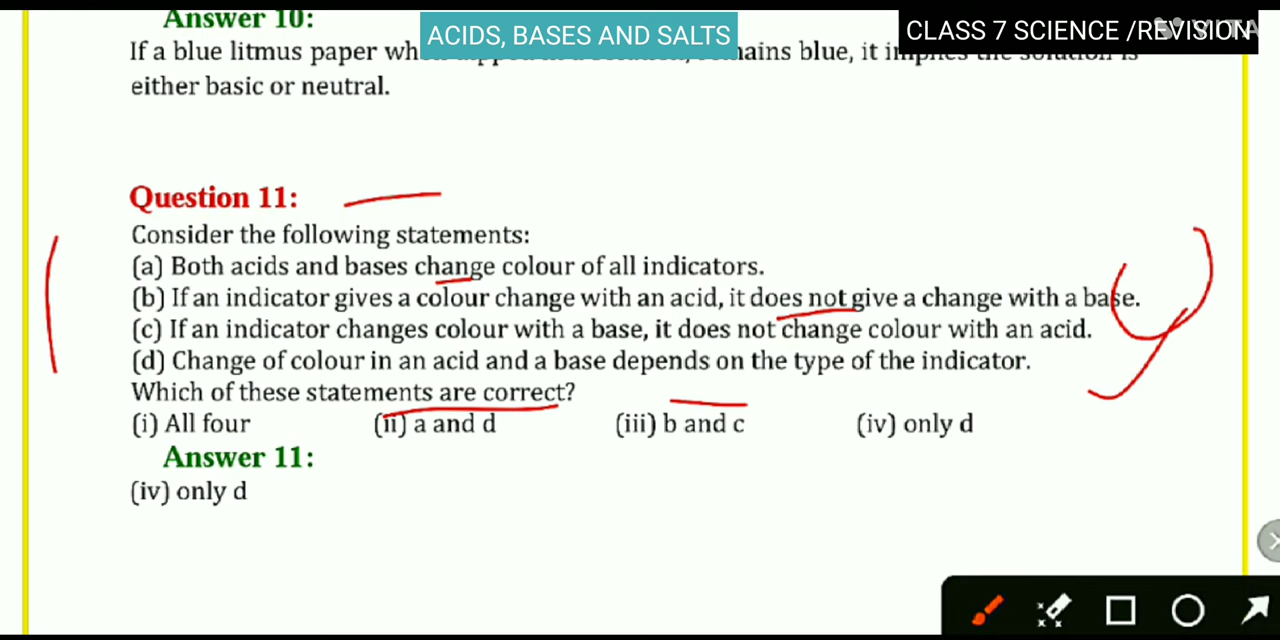 Answer 10:
ACIDS, BASES AND SALTS
CLASS 7 SCIENCE /REVISION
If a blue litmus paper blue, it implies the solution is
either basic or neutral.
Question 11:
Consider the following statements:
(a) Both acids and bases change colour of all indicators.
(b) If an indicator gives a colour change with an acid, it does not give a change with a base.
(c) If an indicator changes colour with a base, it does not change colour with an acid.
(d) Change of colour in an acid and a base depends on the type of the indicator.
Which of these statements are correct?
(i) All four (ii) a and d (iii) b and c (iv) only d
Answer 11:
(iv) only d